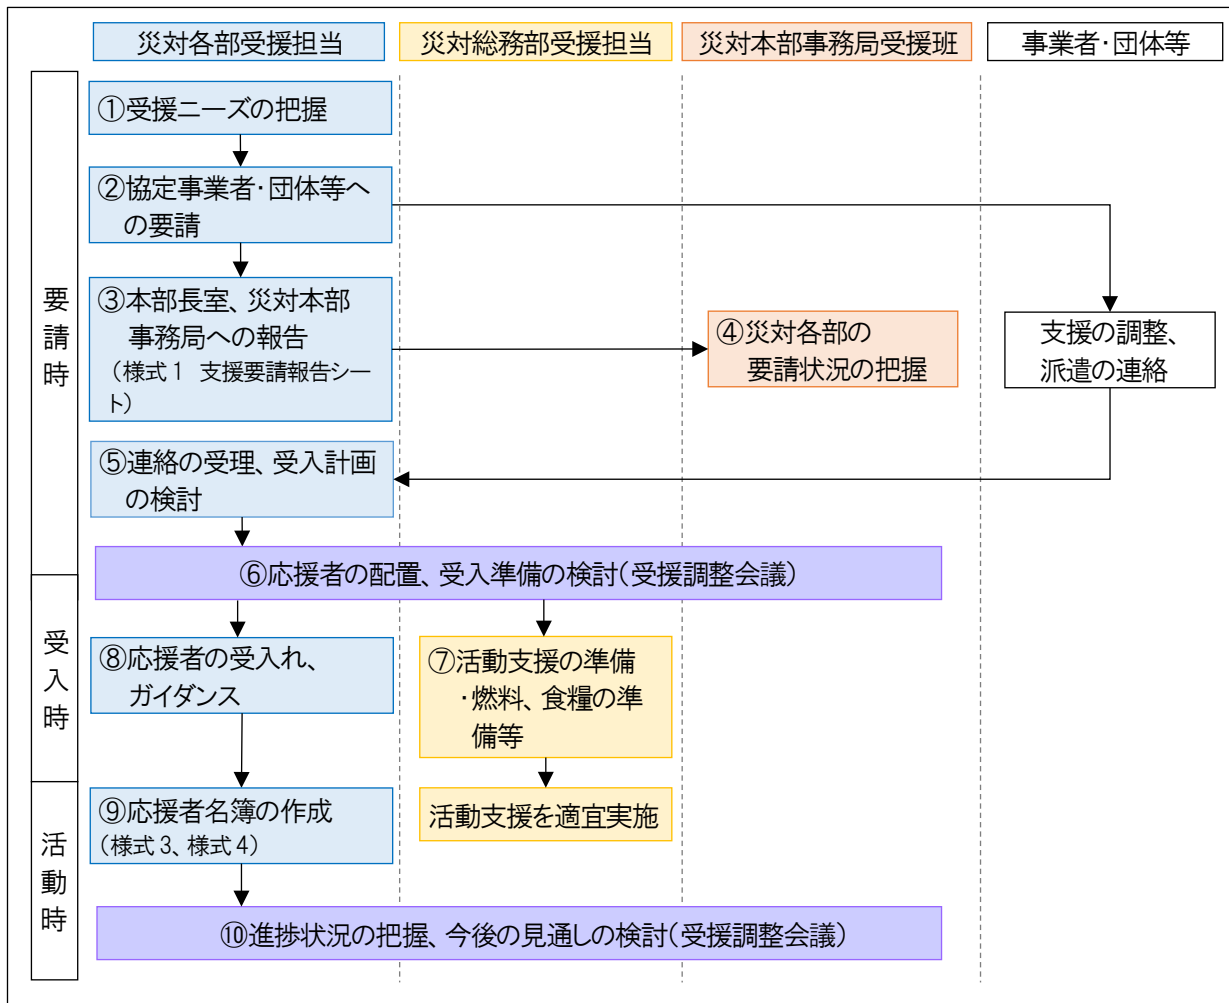 災対各部受援担当
災対総務部受援担当
災対本部事務局受援班
事業者・団体等
要請時
①受援ニーズの把握
②協定事業者・団体等へ
の要請
③本部長室、災対本部
事務局への報告
（様式1　支援要請報告シー
ト）
④災対各部の
要請状況の把握
支援の調整、
派遣の連絡
⑤連絡の受理、受入計画
の検討
⑥応援者の配置、受入準備の検討（受援調整会議）
受入時
⑧応援者の受入れ、
ガイダンス
⑦活動支援の準備
・燃料、食糧の準
備等
活動時
⑨応援者名簿の作成
（様式3、様式4）
活動支援を適宜実施
⑩進捗状況の把握、今後の見通しの検討（受援調整会議）